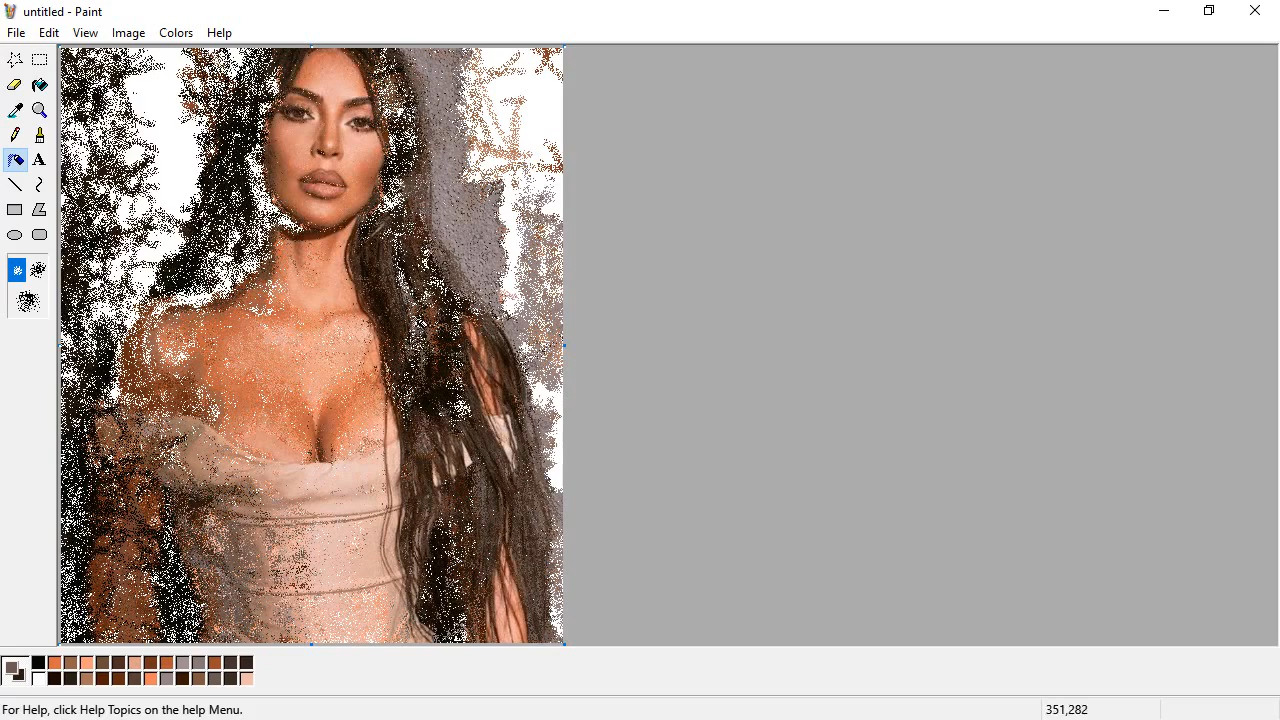 untitled - Paint
File Edit View Image Colors Help
A
For Help, click Help Topics on the help Menu.
351,282